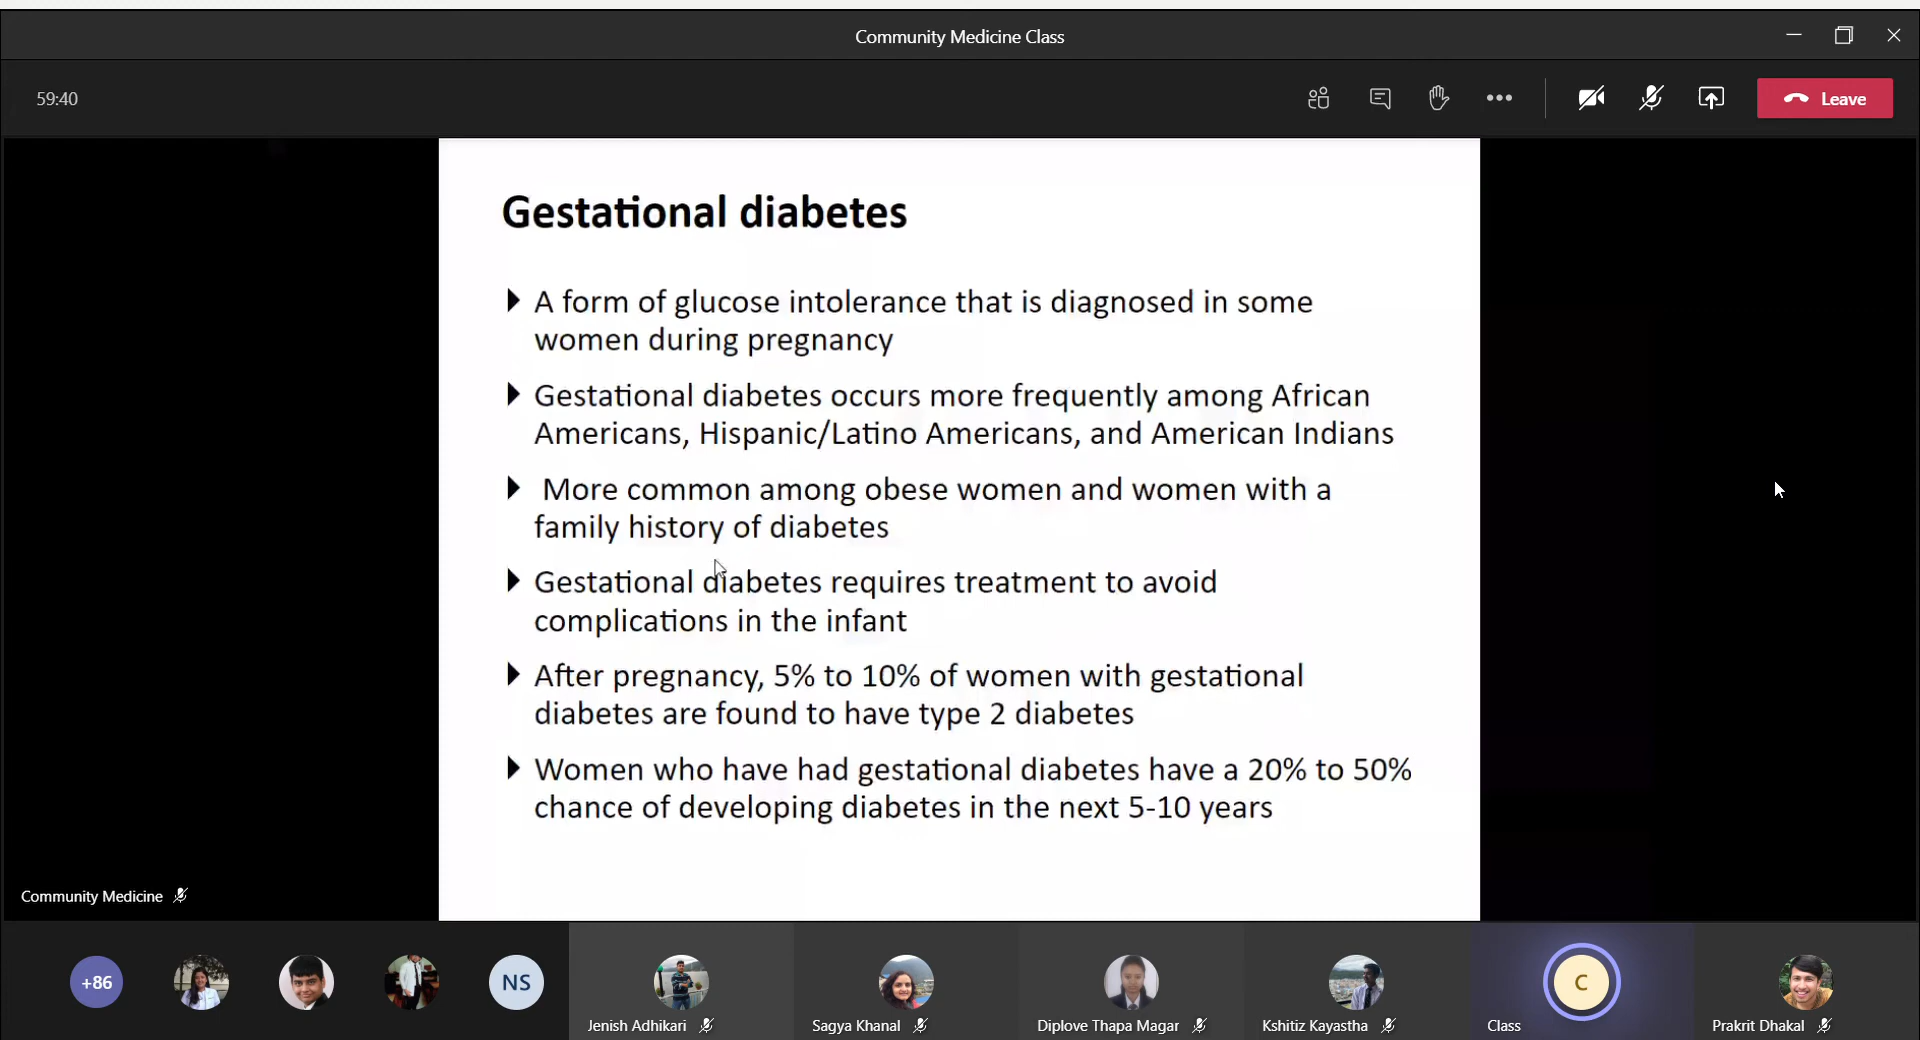 Community Medicine Class
59:40
Leave
Gestational diabetes
A form of glucose intolerance that is diagnosed in some
women during pregnancy
Gestational diabetes occurs more frequently among African
Americans, Hispanic/Latino Americans, and American Indians
More common among obese women and women with a
family history of diabetes
Gestational diabetes requires treatment to avoid
complications in the infant
After pregnancy, 5% to 10% of women with gestational
diabetes are found to have type 2 diabetes
Women who have had gestational diabetes have a 20% to 50%
chance of developing diabetes in the next 5-10 years
Community Medicine
+86
NS
C
Jenish Adhikari
Sagya Khanal
Diplove Thapa Magar
Kshitiz Kayastha
Class
Prakrit Dhakal